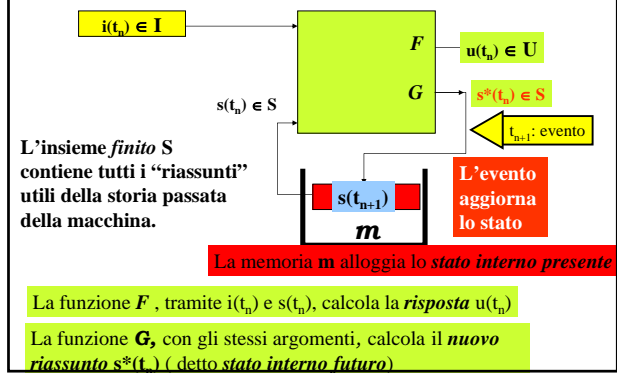 i(tₙ) ∈ I
F
u(tₙ) ∈ U
G
s*(tₙ) ∈ S
s(tₙ) ∈ S
tₙ₊₁: evento
L'insieme finito S
contiene tutti i "riassunti"
utili della storia passata
della macchina.
L'evento
aggiorna
lo stato
s(tₙ₊₁)
m
La memoria m alloggia lo stato interno presente
La funzione F , tramite i(tₙ) e s(tₙ), calcola la risposta u(tₙ)
La funzione G, con gli stessi argomenti, calcola il nuovo
riassunto s*(tₙ) ( detto stato interno futuro)